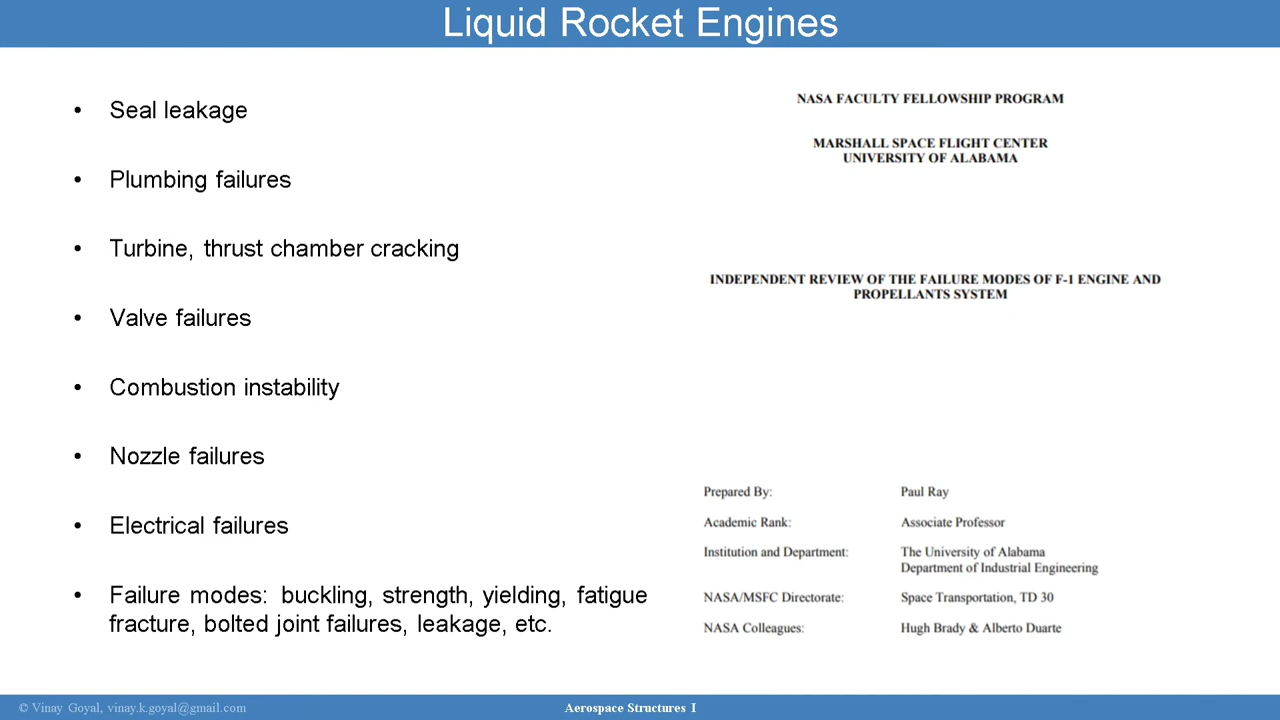 Liquid Rocket Engines
• Seal leakage
• Plumbing failures
• Turbine, thrust chamber cracking
• Valve failures
• Combustion instability
• Nozzle failures
• Electrical failures
• Failure modes: buckling, strength, yielding, fatigue
fracture, bolted joint failures, leakage, etc.
NASA FACULTY FELLOWSHIP PROGRAM
MARSHALL SPACE FLIGHT CENTER
UNIVERSITY OF ALABAMA
INDEPENDENT REVIEW OF THE FAILURE MODES OF F-1 ENGINE AND
PROPELLANTS SYSTEM
Prepared By: Paul Ray
Academic Rank: Associate Professor
Institution and Department: The University of Alabama
Department of Industrial Engineering
NASA/MSFC Directorate: Space Transportation, TD 30
NASA Colleagues: Hugh Brady & Alberto Duarte
© Vinay Goyal, vinay.k.goyal@gmail.com
Aerospace Structures I